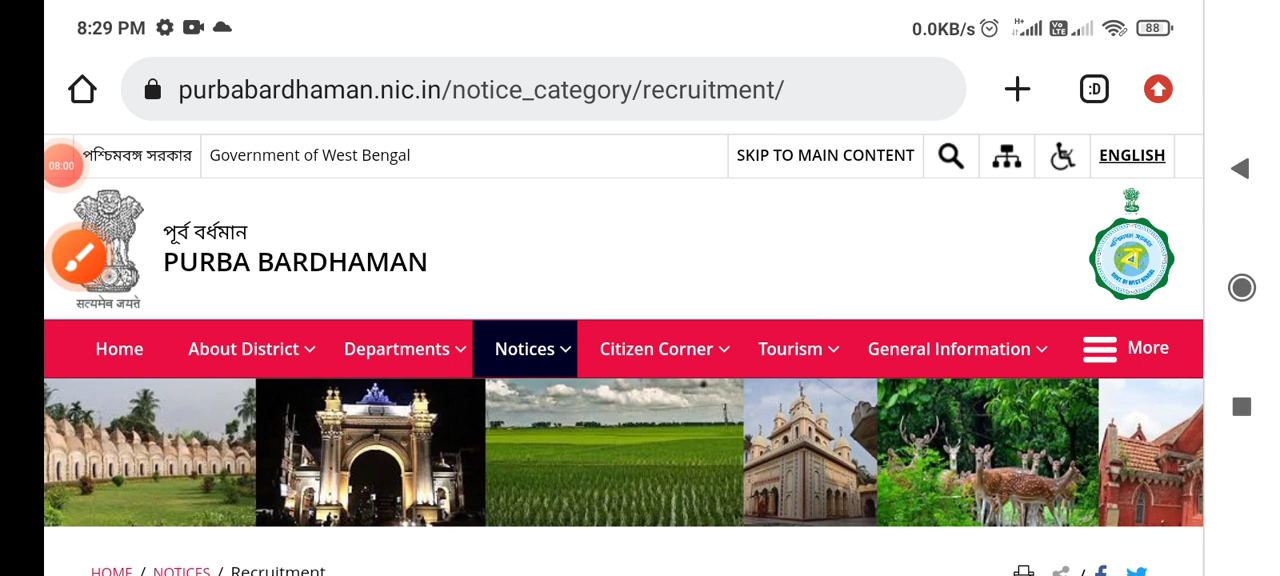 8:29 PM
0.0KB/s H+ Vo LTE 88
purbabardhaman.nic.in/notice_category/recruitment/ :D
পশ্চিমবঙ্গ সরকার Government of West Bengal SKIP TO MAIN CONTENT ENGLISH
08:00
পূর্ব বর্ধমান
PURBA BARDHAMAN
सत्यमेव जयते
Home About District Departments Notices Citizen Corner Tourism General Information More
HOME / NOTICES / Recruitment